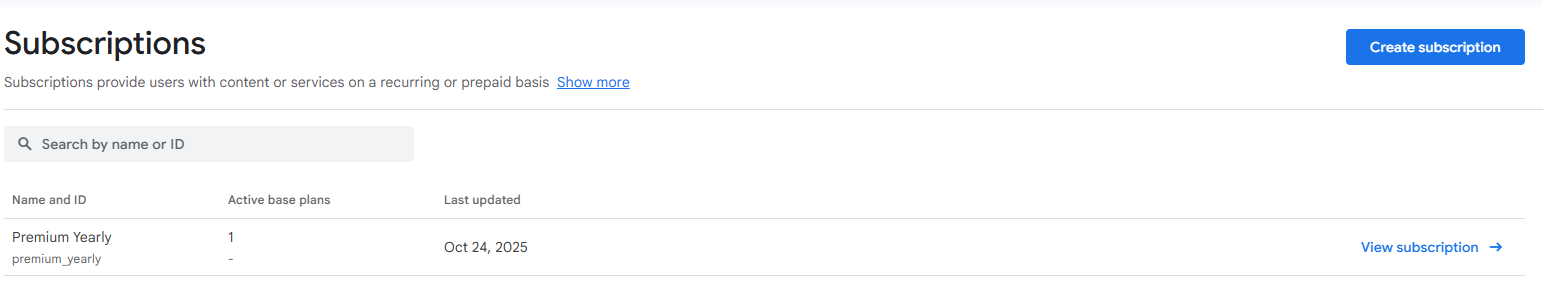 Subscriptions
Create subscription
Subscriptions provide users with content or services on a recurring or prepaid basis Show more
Search by name or ID
Name and ID Active base plans Last updated
Premium Yearly 1
Oct 24, 2025 View subscription →
premium_yearly -